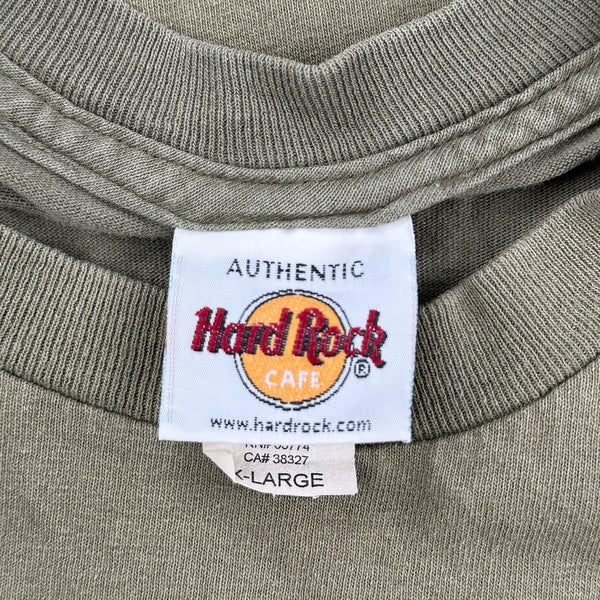 AUTHENTIC
Hard Rock
CAFE
®
www.hardrock.com
CA# 38327
X-LARGE